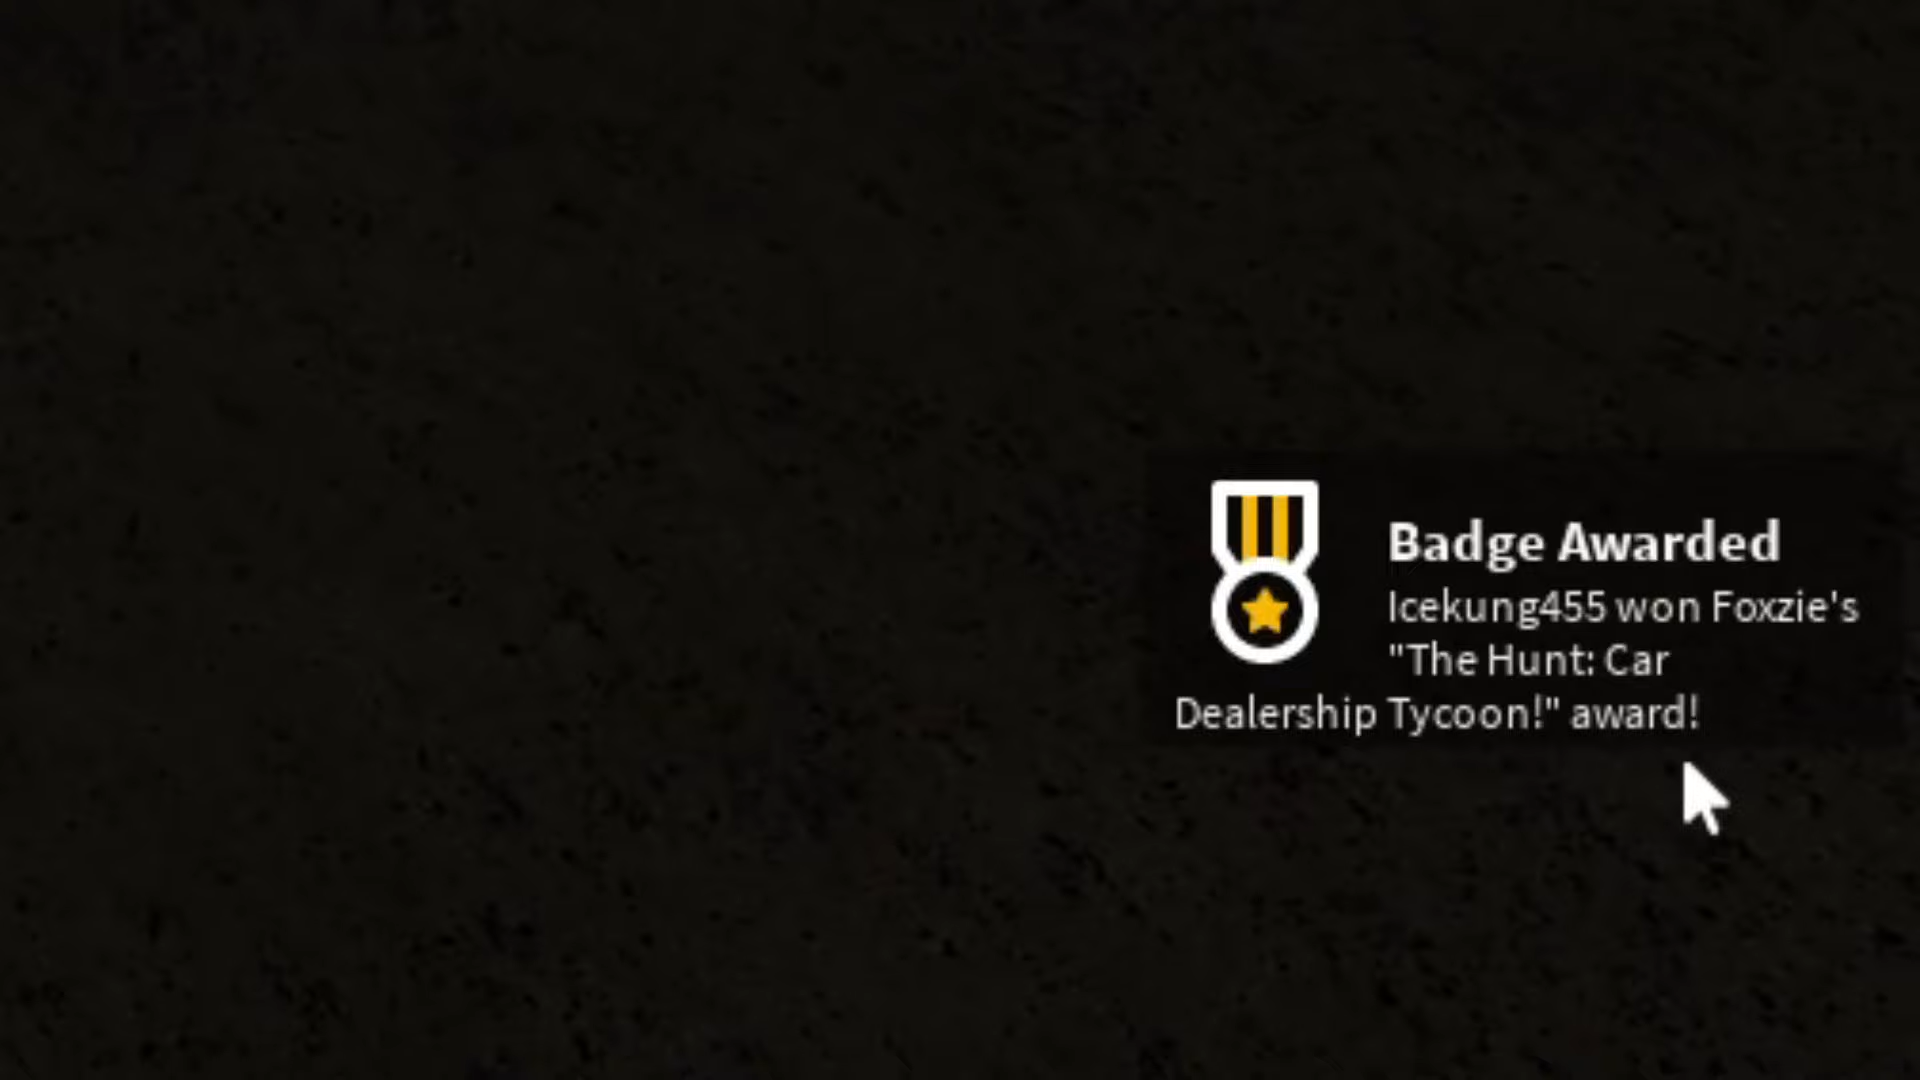 Badge Awarded
Icekung455 won Foxzie's
"The Hunt: Car
Dealership Tycoon!" award!